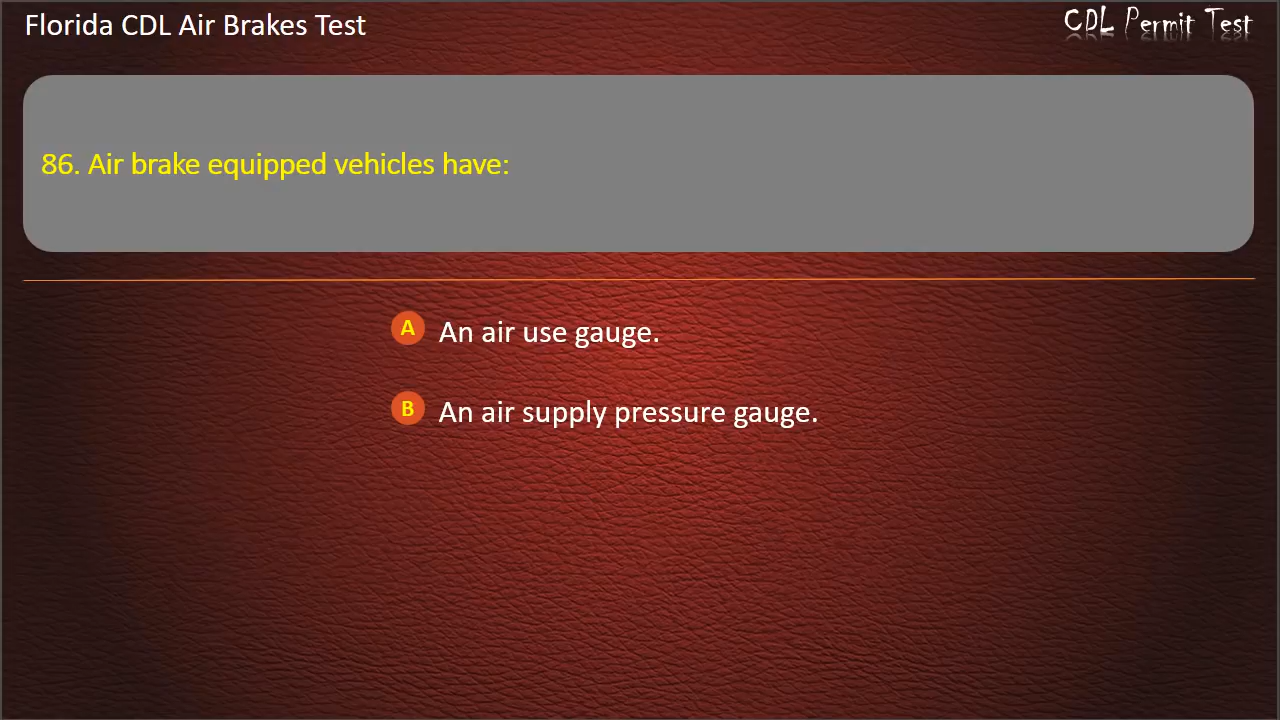 Florida CDL Air Brakes Test
CDL Permit Test
86. Air brake equipped vehicles have:
A An air use gauge.
B An air supply pressure gauge.